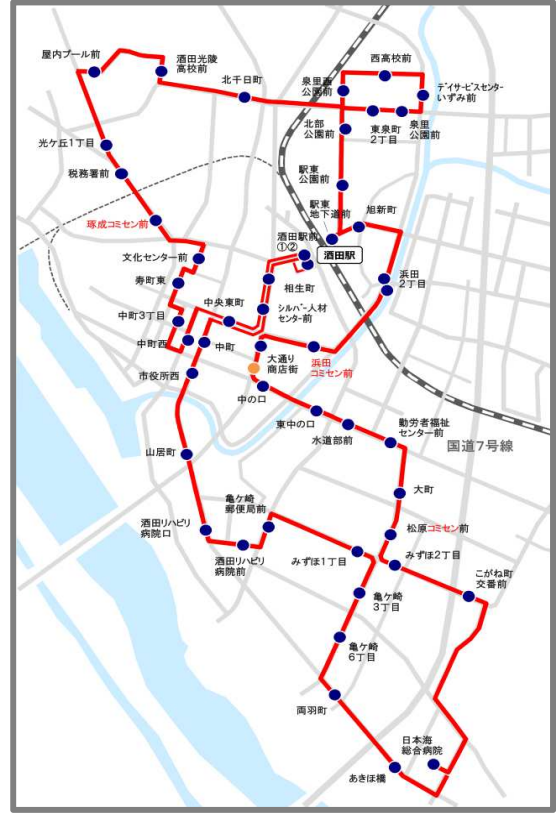 屋内プール前
酒田光陵
高校前
北千日町
西高校前
泉里西
公園前
デイサービスセンター
いずみ前
北部
公園前
東泉町
2丁目
泉里
公園前
光ケ丘1丁目
税務署前
駅東
公園前
琢成コミセン前
駅東
地下道前
旭新町
文化センター前
酒田駅前
①②
酒田駅
寿町東
相生町
浜田
2丁目
中央東町
シルバー人材
センター前
中町3丁目
中町西
中町
大通り
商店街
浜田
コミセン前
市役所西
中の口
東中の口
水道部前
勤労者福祉
センター前
国道7号線
山居町
大町
亀ケ崎
郵便局前
酒田リハビリ
病院口
松原コミセン前
酒田リハビリ
病院前
みずほ1丁目
みずほ2丁目
こがね町
交番前
亀ケ崎
3丁目
亀ケ崎
6丁目
両羽町
日本海
総合病院
あきほ橋